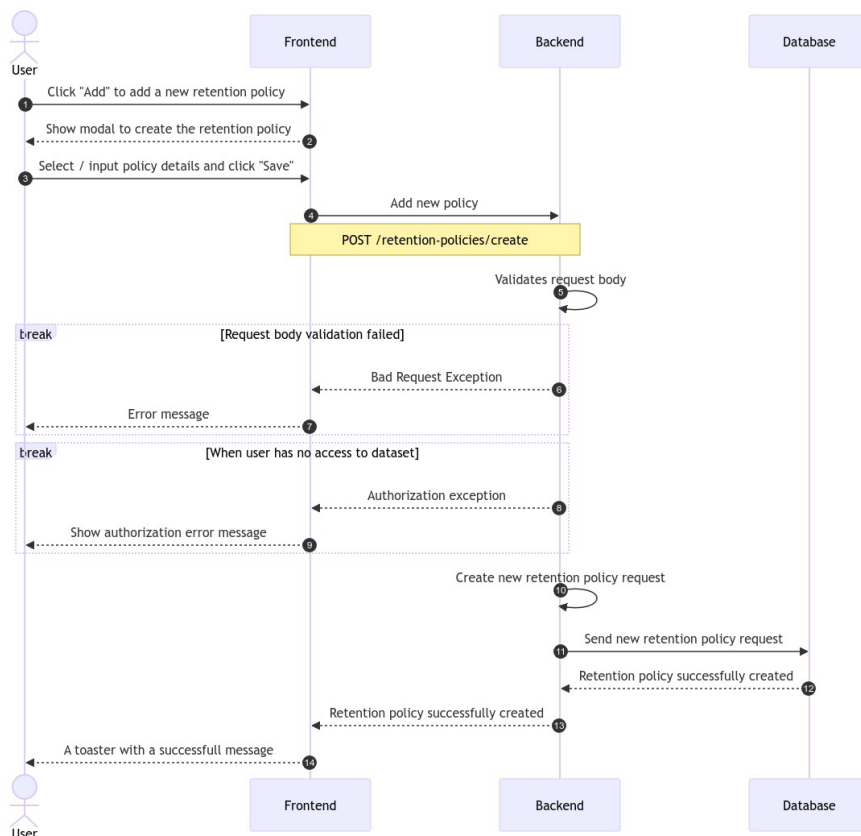 Frontend
Backend
Database
User
Click "Add" to add a new retention policy
1
Show modal to create the retention policy
2
Select / input policy details and click "Save"
3
Add new policy
4
POST /retention-policies/create
Validates request body
5
break
[Request body validation failed]
Bad Request Exception
6
Error message
7
break
[When user has no access to dataset]
Authorization exception
8
Show authorization error message
9
Create new retention policy request
10
Send new retention policy request
11
Retention policy successfully created
12
Retention policy successfully created
13
A toaster with a successfull message
14
Frontend
Backend
Database
User